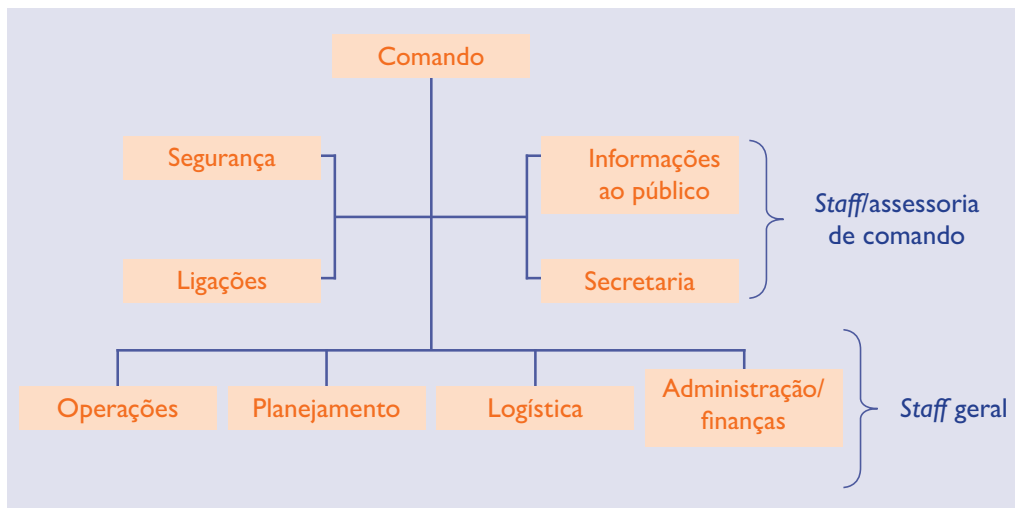 Comando
Segurança
Informações
ao público
Staff/assessoria
de comando
Ligações
Secretaria
Operações
Planejamento
Logística
Administração/
finanças
Staff geral